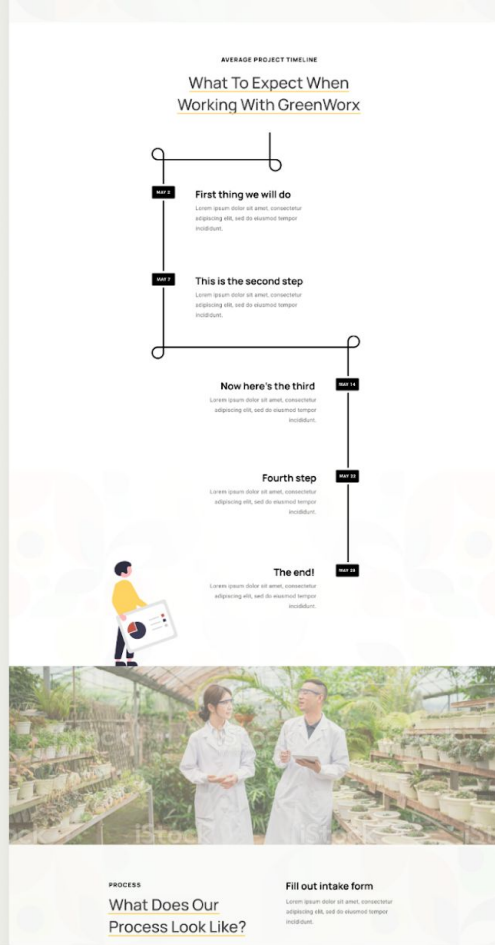 AVERAGE PROJECT TIMELINE
What To Expect When
Working With GreenWorx
MAY 2
First thing we will do
Lorem ipsum dolor sit amet, consectetur
adipiscing elit, sed do eiusmod tempor
incididunt.
MAY 7
This is the second step
Lorem ipsum dolor sit amet, consectetur
adipiscing elit, sed do eiusmod tempor
incididunt.
Now here's the third
MAY 14
Lorem ipsum dolor sit amet, consectetur
adipiscing elit, sed do eiusmod tempor
incididunt.
Fourth step
MAY
Lorem ipsum dolor sit amet, consectetur
adipiscing elit, sed do eiusmod tempor
incididunt.
The end!
MAY
Lorem ipsum dolor sit amet, consectetur
adipiscing elit, sed do eiusmod tempor
incididunt.
iStock
iStock
PROCESS
What Does Our
Process Look Like?
Fill out intake form
Lorem ipsum dolor sit amet, consectetur
adipiscing elit, sed do eiusmod tempor
incididunt.